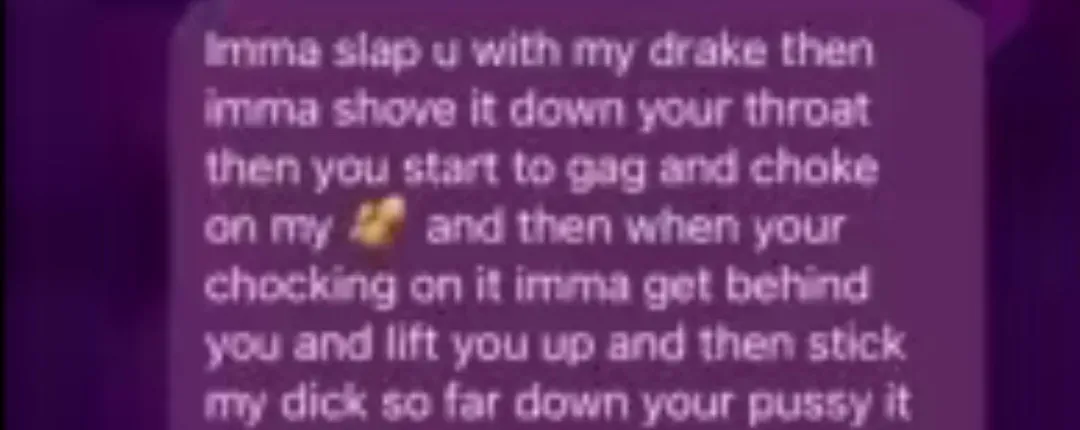 Imma slap u with my drake then
imma shove it down your throat
then you start to gag and choke
on my 🥜 and then when your
chocking on it imma get behind
you and lift you up and then stick
my dick so far down your pussy it